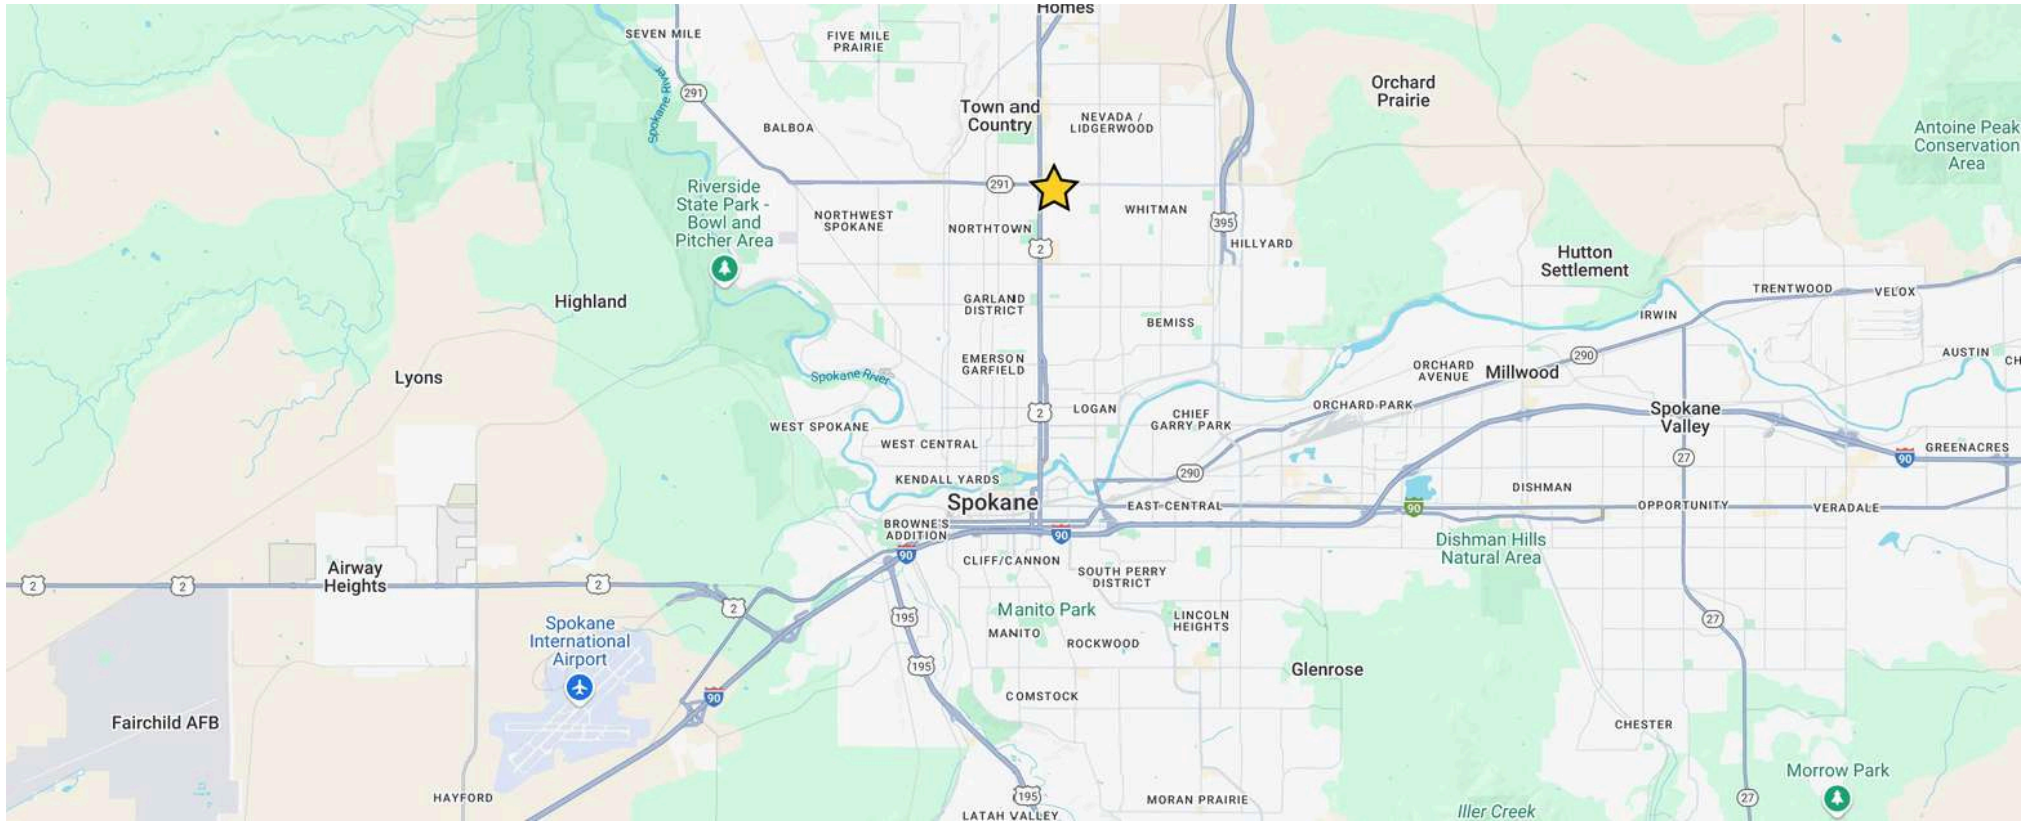 Homes
SEVEN MILE
FIVE MILE
PRAIRIE
Orchard
Prairie
291
Spokane River
Town and
Country
NEVADA /
LIDGERWOOD
BALBOA
Antoine Peak
Conservation
Area
291
Riverside
State Park -
Bowl and
Pitcher Area
NORTHWEST
SPOKANE
NORTHTOWN
WHITMAN
395
HILLYARD
2
Hutton
Settlement
Highland
GARLAND
DISTRICT
BEMISS
TRENTWOOD
VELOX
IRWIN
290
AUSTIN
CH
EMERSON
GARFIELD
Spokane River
Lyons
ORCHARD
AVENUE
Millwood
2
LOGAN
CHIEF
GARRY PARK
ORCHARD PARK
Spokane
Valley
WEST SPOKANE
WEST CENTRAL
GREENACRES
90
27
290
KENDALL YARDS
Spokane
DISHMAN
EAST CENTRAL
90
OPPORTUNITY
VERADALE
BROWNE'S
ADDITION
90
90
Dishman Hills
Natural Area
CLIFF/CANNON
SOUTH PERRY
DISTRICT
Airway
Heights
2
2
2
2
Manito Park
195
LINCOLN
HEIGHTS
27
Spokane
International
Airport
MANITO
ROCKWOOD
195
Glenrose
90
COMSTOCK
Fairchild AFB
CHESTER
Morrow Park
HAYFORD
195
MORAN PRAIRIE
27
LATAH VALLEY
Iller Creek